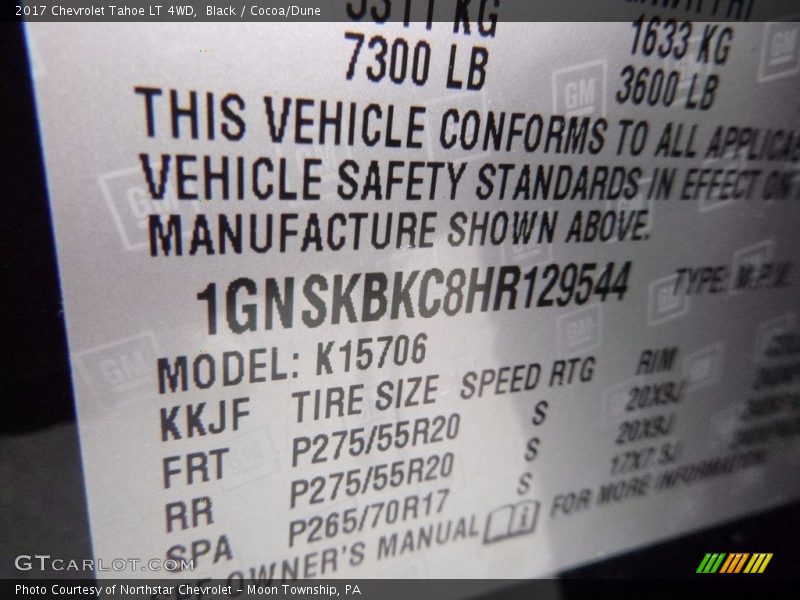 2017 Chevrolet Tahoe LT 4WD, Black / Cocoa/Dune
3311 KG
7300 LB
1633 KG
3600 LB
THIS VEHICLE CONFORMS TO ALL
VEHICLE SAFETY STANDARDS IN EFFECT ON
MANUFACTURE SHOWN ABOVE.
1GNSKBKC8HR129544 TYPE: M.P.V.
MODEL: K15706
KKJF TIRE SIZE SPEED RTG RIM
FRT P275/55R20 S 20X9J
RR P275/55R20 S 20X9J
SPA P265/70R17 S 17X7.5J
OWNER'S MANUAL FOR MORE INFORMATION
GM
GTCARLOT.COM
Photo Courtesy of Northstar Chevrolet – Moon Township, PA